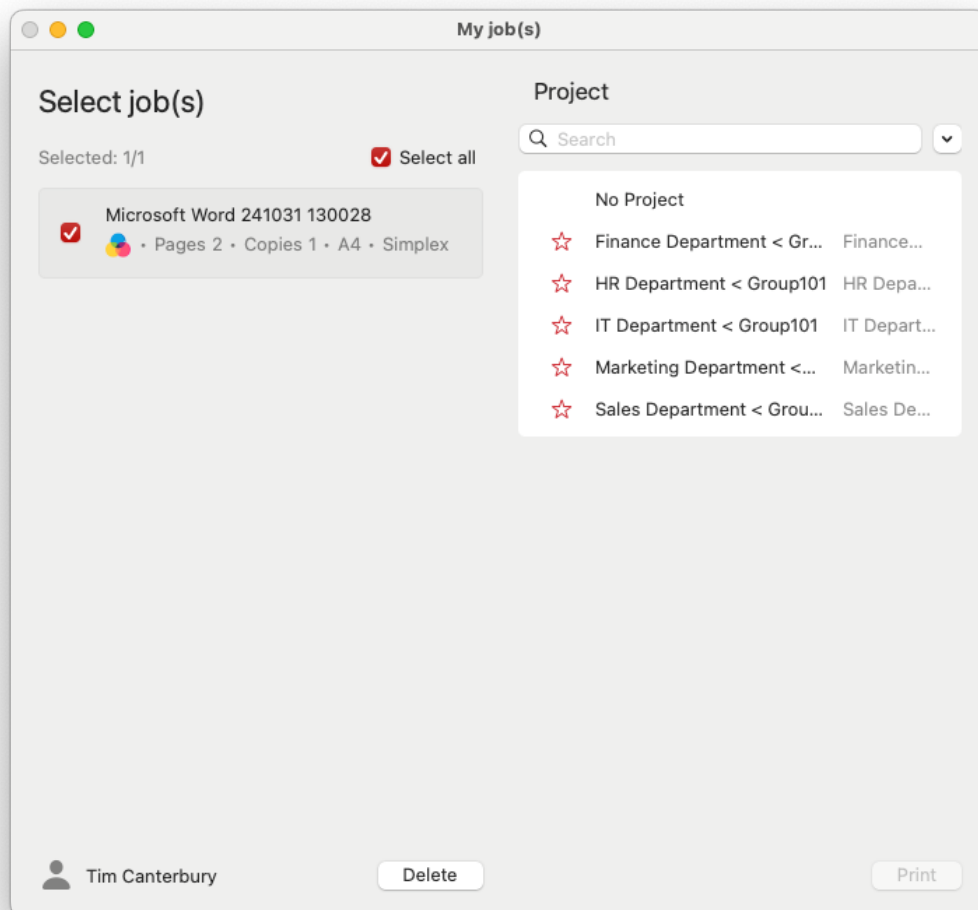 My job(s)
Select job(s)
Selected: 1/1
Select all
Microsoft Word 241031 130028
• Pages 2 • Copies 1 • A4 • Simplex
Project
Search
No Project
Finance Department < Gr... Finance...
HR Department < Group101 HR Depa...
IT Department < Group101 IT Depart...
Marketing Department <... Marketin...
Sales Department < Grou... Sales De...
Tim Canterbury
Delete
Print